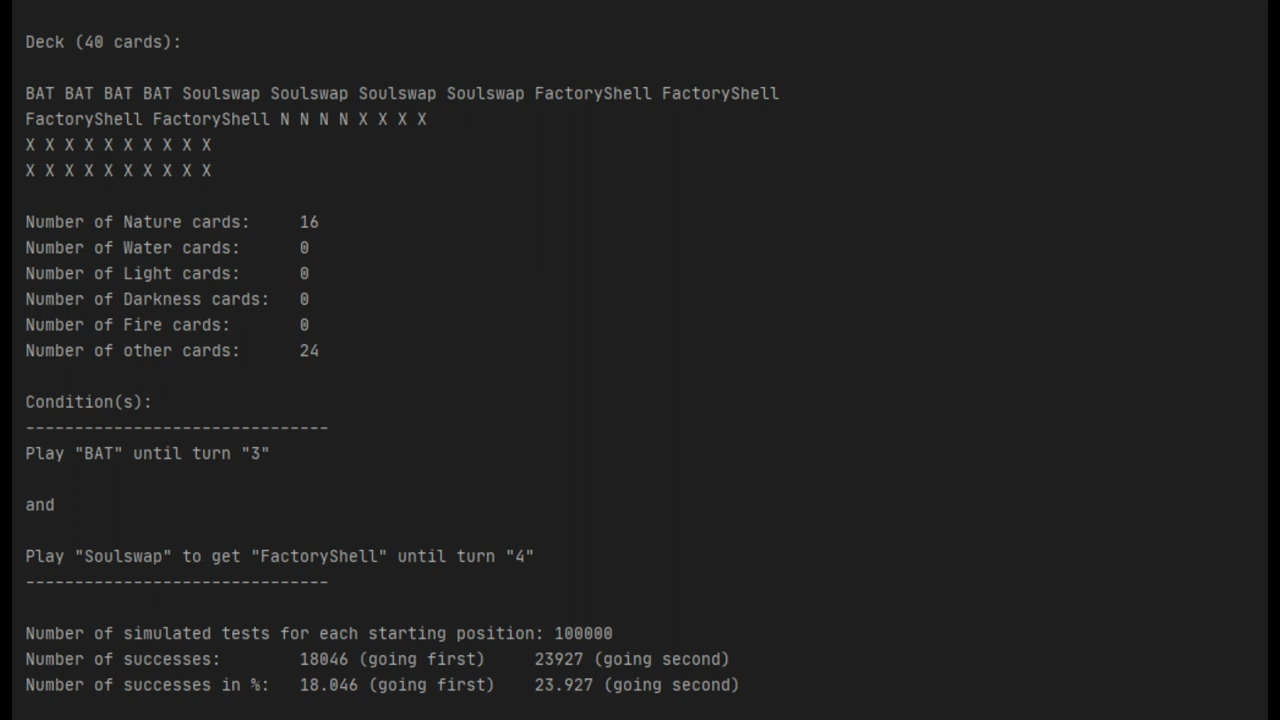 Deck (40 cards):
BAT BAT BAT BAT Soulswap Soulswap Soulswap Soulswap FactoryShell FactoryShell
FactoryShell FactoryShell N N N N X X X X
X X X X X X X X X X
X X X X X X X X X X
Number of Nature cards: 16
Number of Water cards: 0
Number of Light cards: 0
Number of Darkness cards: 0
Number of Fire cards: 0
Number of other cards: 24
Condition(s):
-------------------------------
Play "BAT" until turn "3"
and
Play "Soulswap" to get "FactoryShell" until turn "4"
-------------------------------
Number of simulated tests for each starting position: 100000
Number of successes: 18046 (going first) 23927 (going second)
Number of successes in %: 18.046 (going first) 23.927 (going second)